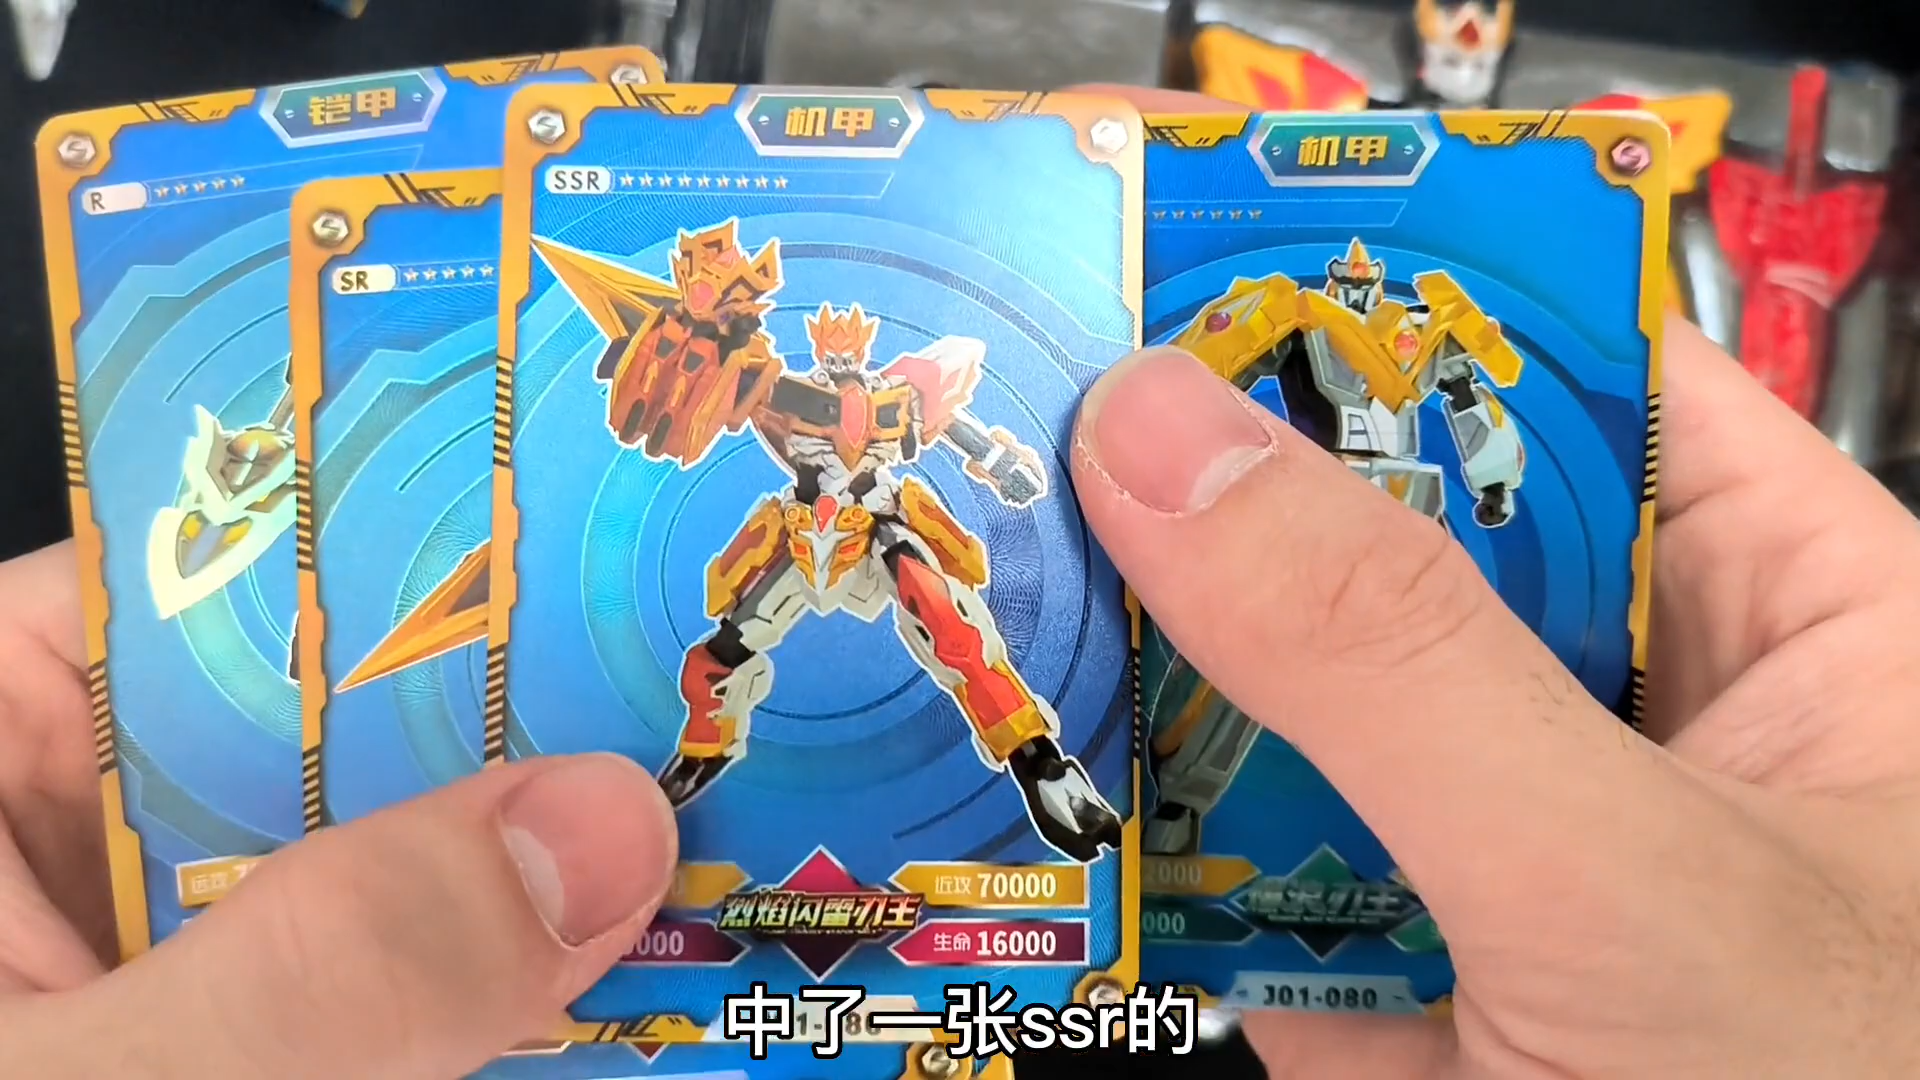 铠甲
R
SR
机甲
SSR
近攻 70000
烈焰闪雷刃王
生命 16000
机甲
J01-080
中了一张ssr的